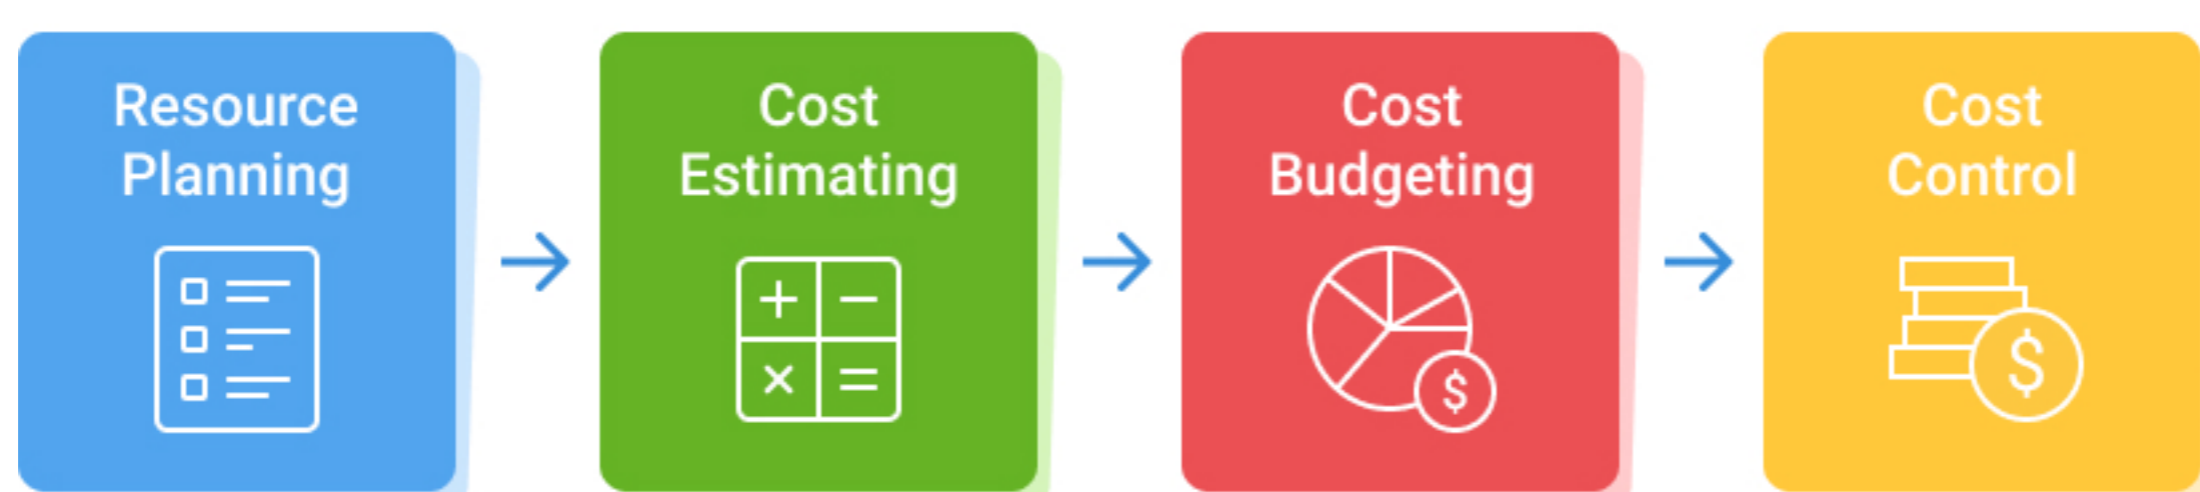 Resource
Planning
Cost
Estimating
Cost
Budgeting
$
Cost
Control
$